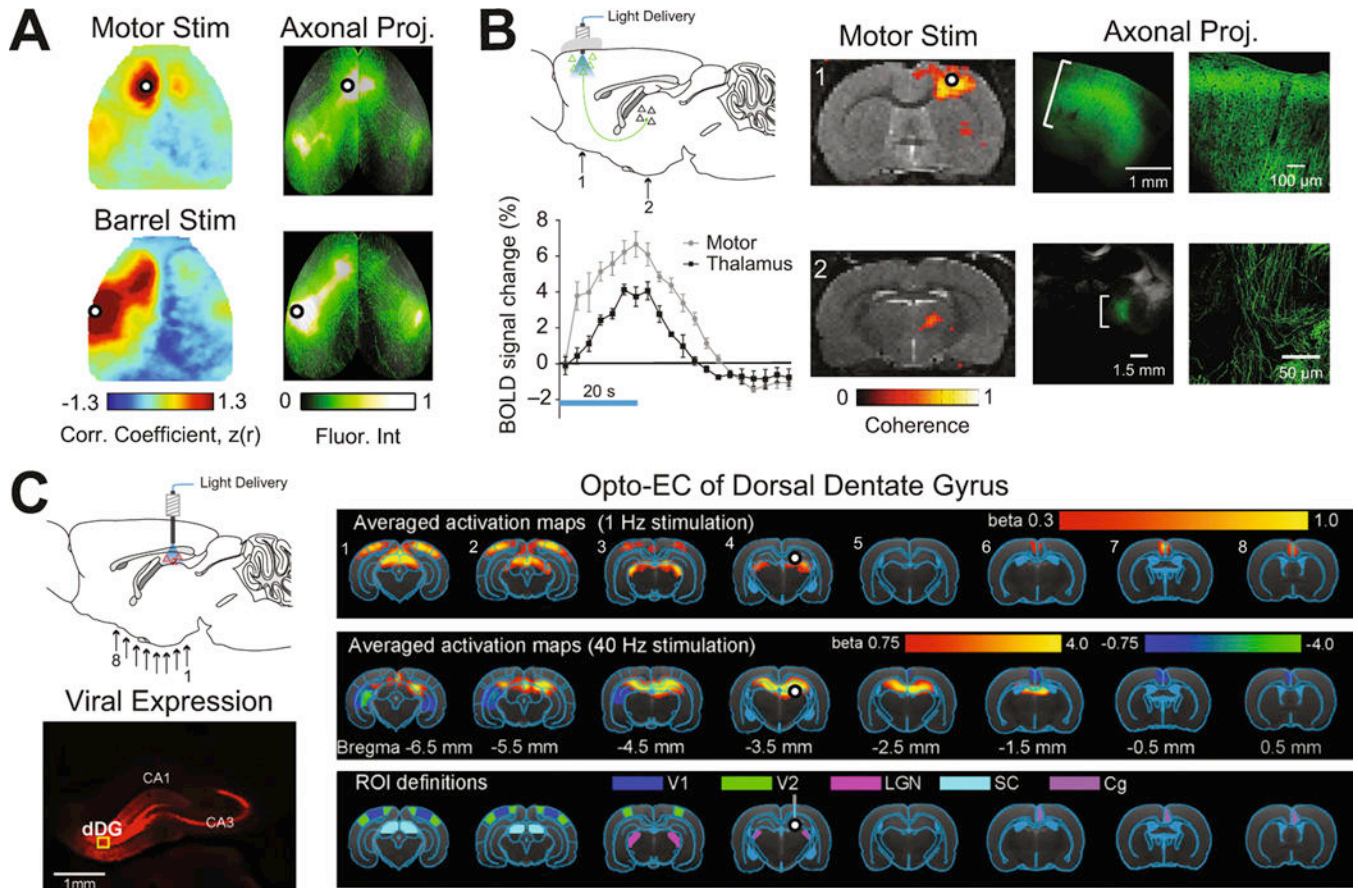 A
Motor Stim
Axonal Proj.
Barrel Stim
-1.3 1.3
Corr. Coefficient, z(r)
0 1
Fluor. Int
B
Light Delivery
1
2
BOLD signal change (%)
8
6
4
2
0
–2
Motor
Thalamus
20 s
Motor Stim
1
2
0 1
Coherence
Axonal Proj.
1 mm
100 µm
1.5 mm
50 µm
C
Light Delivery
8 1
Viral Expression
CA1
CA3
dDG
1mm
Opto-EC of Dorsal Dentate Gyrus
Averaged activation maps (1 Hz stimulation) beta 0.3 1.0
1 2 3 4 5 6 7 8
Averaged activation maps (40 Hz stimulation) beta 0.75 4.0 -0.75 -4.0
Bregma -6.5 mm -5.5 mm -4.5 mm -3.5 mm -2.5 mm -1.5 mm -0.5 mm 0.5 mm
ROI definitions V1 V2 LGN SC Cg